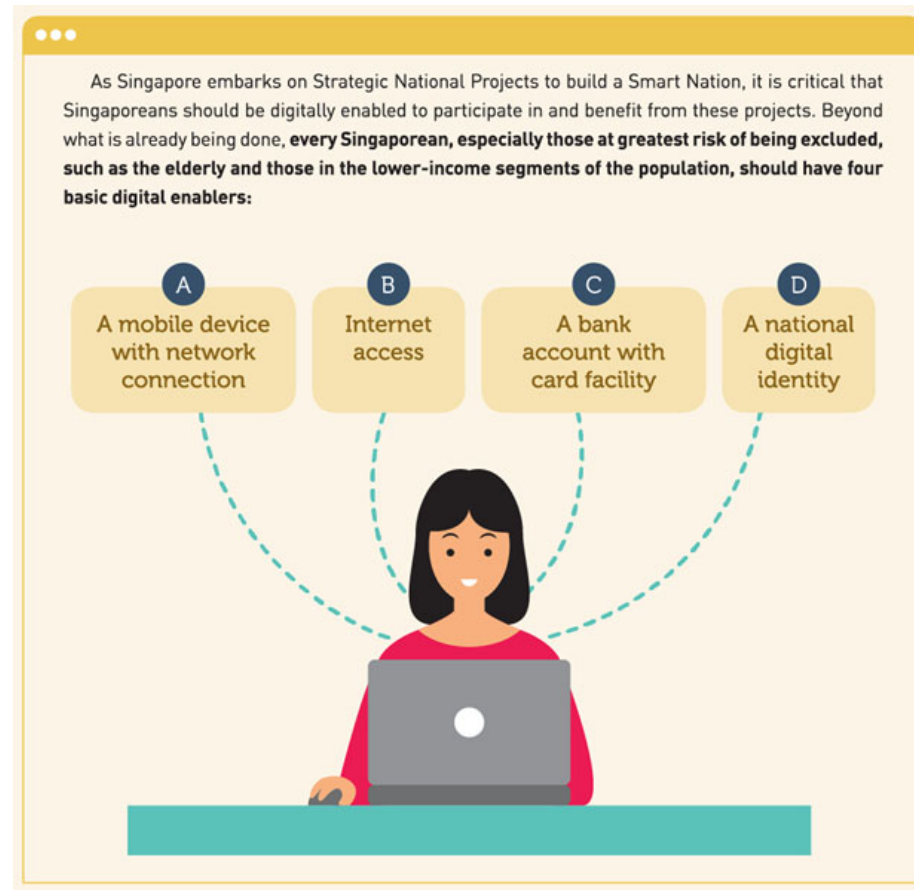 As Singapore embarks on Strategic National Projects to build a Smart Nation, it is critical that
Singaporeans should be digitally enabled to participate in and benefit from these projects. Beyond
what is already being done, every Singaporean, especially those at greatest risk of being excluded,
such as the elderly and those in the lower-income segments of the population, should have four
basic digital enablers:
A
A mobile device
with network
connection
B
Internet
access
C
A bank
account with
card facility
D
A national
digital
identity